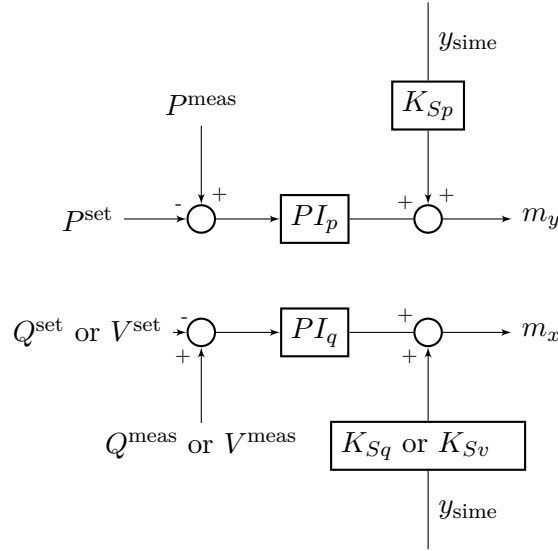 y_sime
K_Sp
P^meas
- + + +
P^set PI_p m_y
- +
Q^set or V^set PI_q m_x
+ +
Q^meas or V^meas K_Sq or K_Sv
y_sime